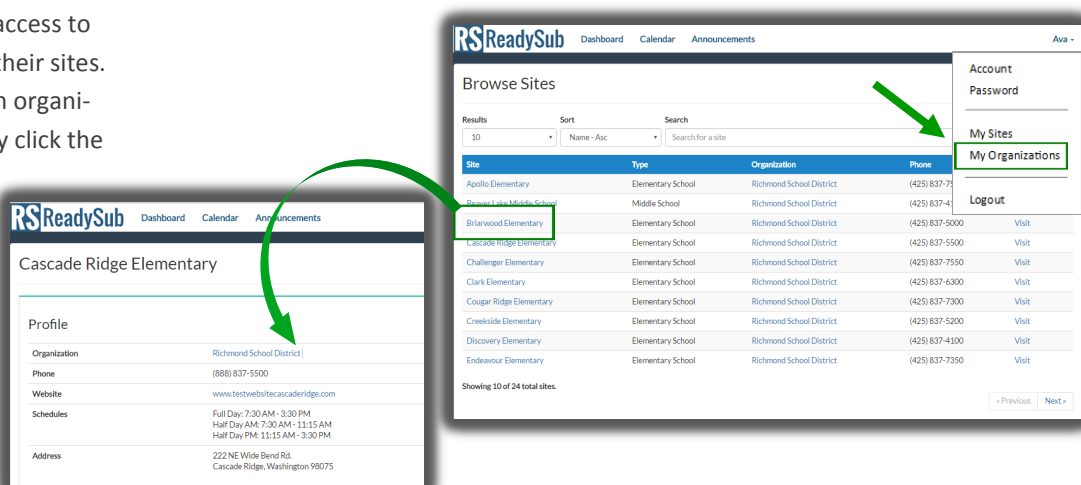 access to
their sites.
n organi-
y click the
RS ReadySub Dashboard Calendar Announcements Ava
Account
Password
My Sites
My Organizations
Logout
Browse Sites
Results Sort Search
10 Name - Asc Search for a site
Site Type Organization Phone
Apollo Elementary Elementary School Richmond School District (425) 837-75
Beaver Lake Middle School Middle School Richmond School District (425) 837-41
Briarwood Elementary Elementary School Richmond School District (425) 837-5000 Visit
Cascade Ridge Elementary Elementary School Richmond School District (425) 837-5500 Visit
Challenger Elementary Elementary School Richmond School District (425) 837-7550 Visit
Clark Elementary Elementary School Richmond School District (425) 837-6300 Visit
Cougar Ridge Elementary Elementary School Richmond School District (425) 837-7300 Visit
Creekside Elementary Elementary School Richmond School District (425) 837-5200 Visit
Discovery Elementary Elementary School Richmond School District (425) 837-4100 Visit
Endeavour Elementary Elementary School Richmond School District (425) 837-7350 Visit
Showing 10 of 24 total sites.
« Previous Next »
RS ReadySub Dashboard Calendar Announcements
Cascade Ridge Elementary
Profile
Organization Richmond School District
Phone (888) 837-5500
Website www.testwebsitecascaderidge.com
Schedules Full Day: 7:30 AM - 3:30 PM
Half Day AM: 7:30 AM - 11:15 AM
Half Day PM: 11:15 AM - 3:30 PM
Address 222 NE Wide Bend Rd.
Cascade Ridge, Washington 98075